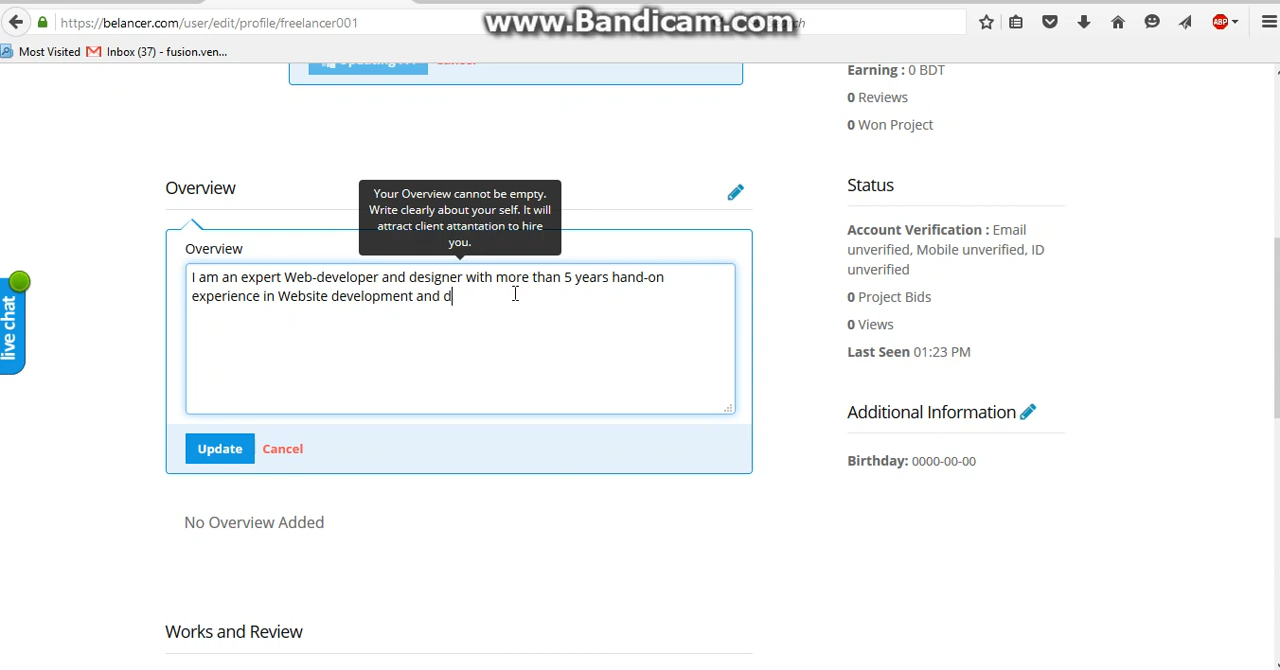 https://belancer.com/user/edit/profile/freelancer001
www.Bandicam.com
Most Visited
Inbox (37) - fusion.ven...
ABP
Earning : 0 BDT
0 Reviews
0 Won Project
Overview
Your Overview cannot be empty.
Write clearly about your self. It will
attract client attantation to hire
you.
Overview
I am an expert Web-developer and designer with more than 5 years hand-on
experience in Website development and d
Update
Cancel
No Overview Added
Works and Review
Status
Account Verification : Email
unverified, Mobile unverified, ID
unverified
0 Project Bids
0 Views
Last Seen 01:23 PM
Additional Information
Birthday: 0000-00-00
live chat